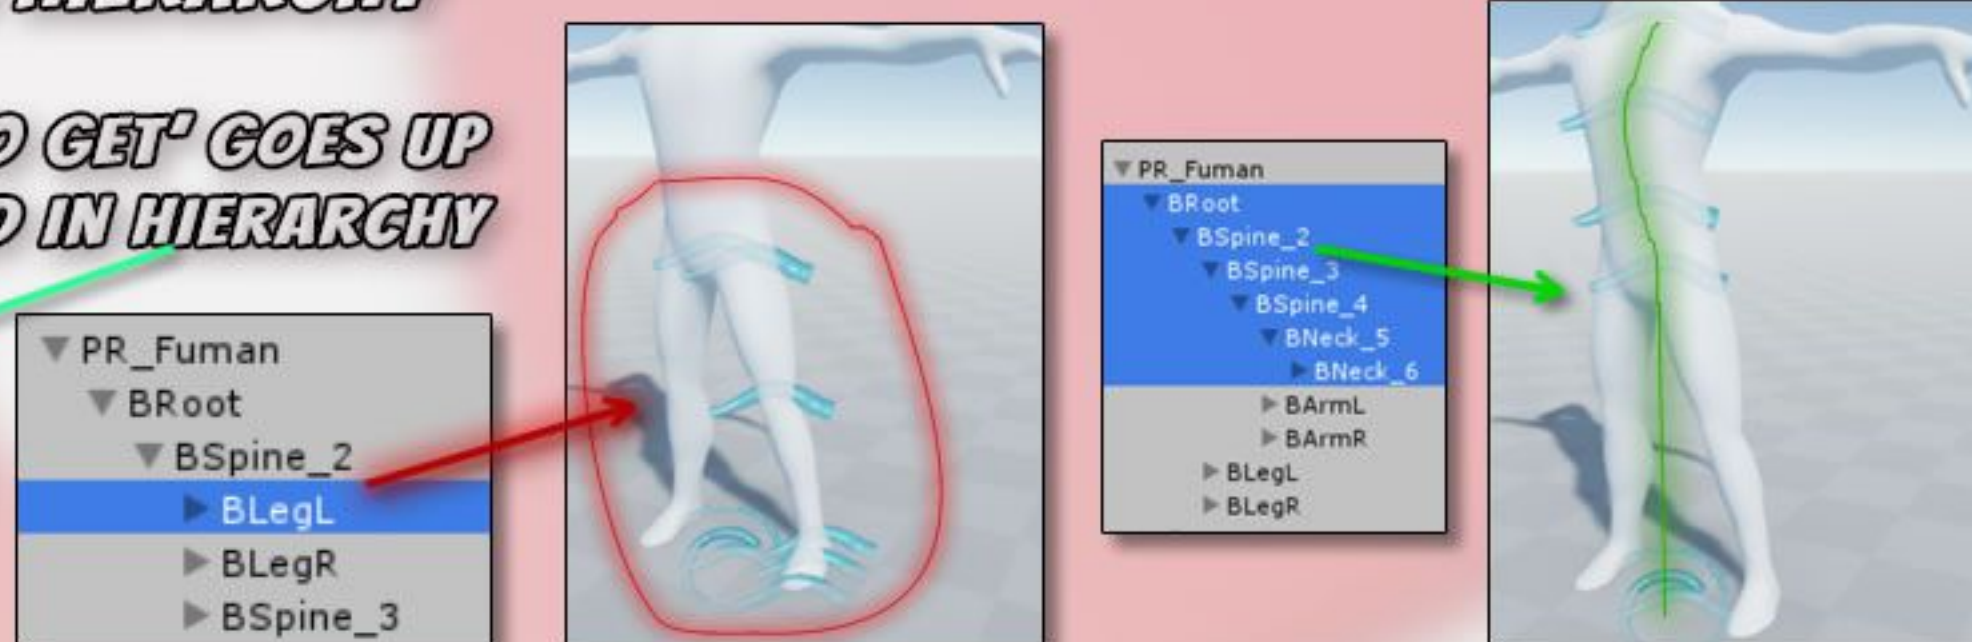 HIERARCHY
GET' GOES UP
IN HIERARCHY
PR_Fuman
BRoot
BSpine_2
BLegL
BLegR
BSpine_3
PR_Fuman
BRoot
BSpine_2
BSpine_3
BSpine_4
BNeck_5
BNeck_6
BArmL
BArmR
BLegL
BLegR